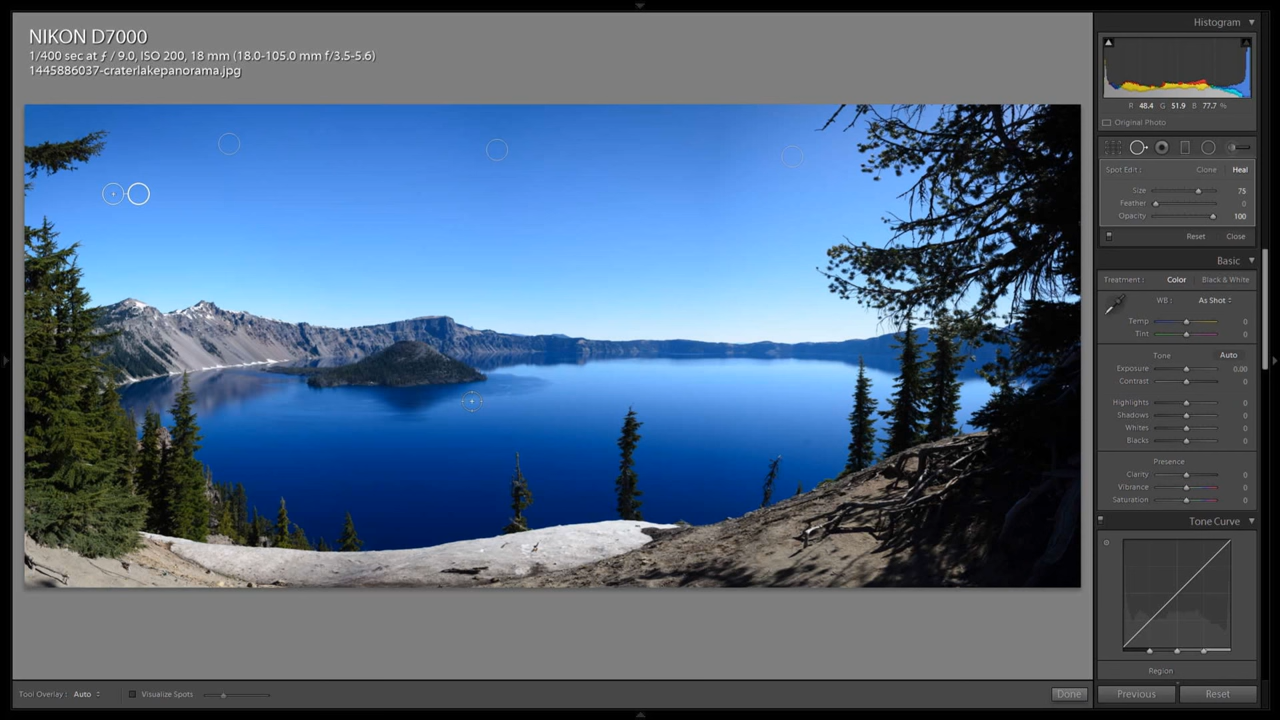 NIKON D7000
1/400 sec at ƒ / 9.0, ISO 200, 18 mm (18.0-105.0 mm f/3.5-5.6)
1445886037-craterlakepanorama.jpg
Histogram
R 48.4 G 51.9 B 77.7 %
Original Photo
Spot Edit : Clone Heal
Size 75
Feather 0
Opacity 100
Reset Close
Basic
Treatment : Color Black & White
WB : As Shot
Temp 0
Tint 0
Tone Auto
Exposure 0.00
Contrast 0
Highlights 0
Shadows 0
Whites 0
Blacks 0
Presence
Clarity 0
Vibrance 0
Saturation 0
Tone Curve
Region
Tool Overlay : Auto Visualize Spots Done
Previous Reset